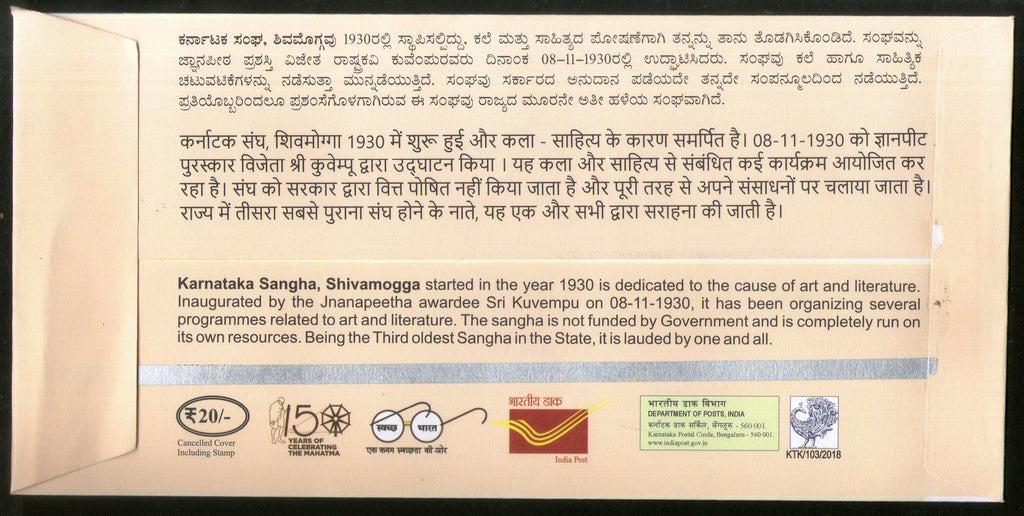 ಕರ್ನಾಟಕ ಸಂಘ, ಶಿವಮೊಗ್ಗವು 1930ರಲ್ಲಿ ಸ್ಥಾಪಿಸಲ್ಪಟ್ಟಿದ್ದು, ಕಲೆ ಮತ್ತು ಸಾಹಿತ್ಯದ ಪೋಷಣೆಗಾಗಿ ತನ್ನನ್ನು ತಾನು ತೊಡಗಿಸಿಕೊಂಡಿದೆ. ಸಂಘವನ್ನು
ಜ್ಞಾನಪೀಠ ಪ್ರಶಸ್ತಿ ವಿಜೇತ ರಾಷ್ಟ್ರಕವಿ ಕುವೆಂಪುರವರು ದಿನಾಂಕ 08–11–1930ರಲ್ಲಿ ಉದ್ಘಾಟಿಸಿದರು. ಸಂಘವು ಕಲೆ ಹಾಗೂ ಸಾಹಿತ್ಯಿಕ
ಚಟುವಟಿಕೆಗಳನ್ನು ನಡೆಸುತ್ತಾ ಮುನ್ನಡೆಯುತ್ತಿದೆ. ಸಂಘವು ಸರ್ಕಾರದ ಅನುದಾನ ಪಡೆಯದೇ ತನ್ನದೇ ಸಂಪನ್ಮೂಲದಿಂದ ನಡೆಯುತ್ತಿದೆ.
ಪ್ರತಿಯೊಬ್ಬರಿಂದಲೂ ಪ್ರಶಂಸೆಗೊಳಗಾಗಿರುವ ಈ ಸಂಘವು ರಾಜ್ಯದ ಮೂರನೇ ಅತೀ ಹಳೆಯ ಸಂಘವಾಗಿದೆ.
कर्नाटक संघ, शिवमोग्गा 1930 में शुरू हुई और कला - साहित्य के कारण समर्पित है। 08-11-1930 को ज्ञानपीट
पुरस्कार विजेता श्री कुवेम्पू द्वारा उद्घाटन किया । यह कला और साहित्य से संबंधित कई कार्यक्रम आयोजित कर
रहा है। संघ को सरकार द्वारा वित्त पोषित नहीं किया जाता है और पूरी तरह से अपने संसाधनों पर चलाया जाता है।
राज्य में तीसरा सबसे पुराना संघ होने के नाते, यह एक और सभी द्वारा सराहना की जाती है।
Karnataka Sangha, Shivamogga started in the year 1930 is dedicated to the cause of art and literature.
Inaugurated by the Jnanapeetha awardee Sri Kuvempu on 08-11-1930, it has been organizing several
programmes related to art and literature. The sangha is not funded by Government and is completely run on
its own resources. Being the Third oldest Sangha in the State, it is lauded by one and all.
₹20/-
Cancelled Cover
Including Stamp
150
YEARS OF
CELEBRATING
THE MAHATMA
स्वच्छ भारत
एक कदम स्वच्छता की ओर
भारतीय डाक
India Post
भारतीय डाक विभाग
DEPARTMENT OF POSTS, INDIA
कर्नाटक डाक सर्किल, बेंगलुरु - 560 001.
Karnataka Postal Circle, Bengaluru - 560 001.
www.indiapost.gov.in
KTK/103/2018